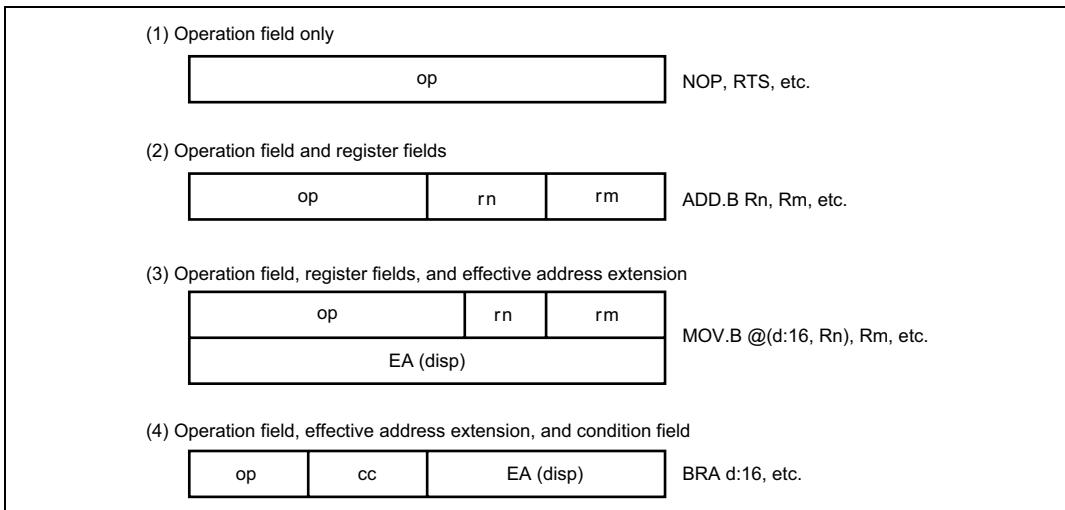 (1) Operation field only
op
NOP, RTS, etc.
(2) Operation field and register fields
op rn rm
ADD.B Rn, Rm, etc.
(3) Operation field, register fields, and effective address extension
op rn rm
MOV.B @(d:16, Rn), Rm, etc.
EA (disp)
(4) Operation field, effective address extension, and condition field
op cc EA (disp)
BRA d:16, etc.